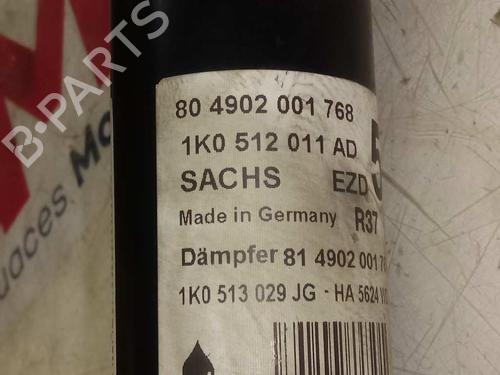 B-PARTS
80 4902 001 768
1K0 512 011 AD 5
SACHS EZD
Made in Germany R37
Dämpfer 81 4902 001
1K0 513 029 JG - HA 5624